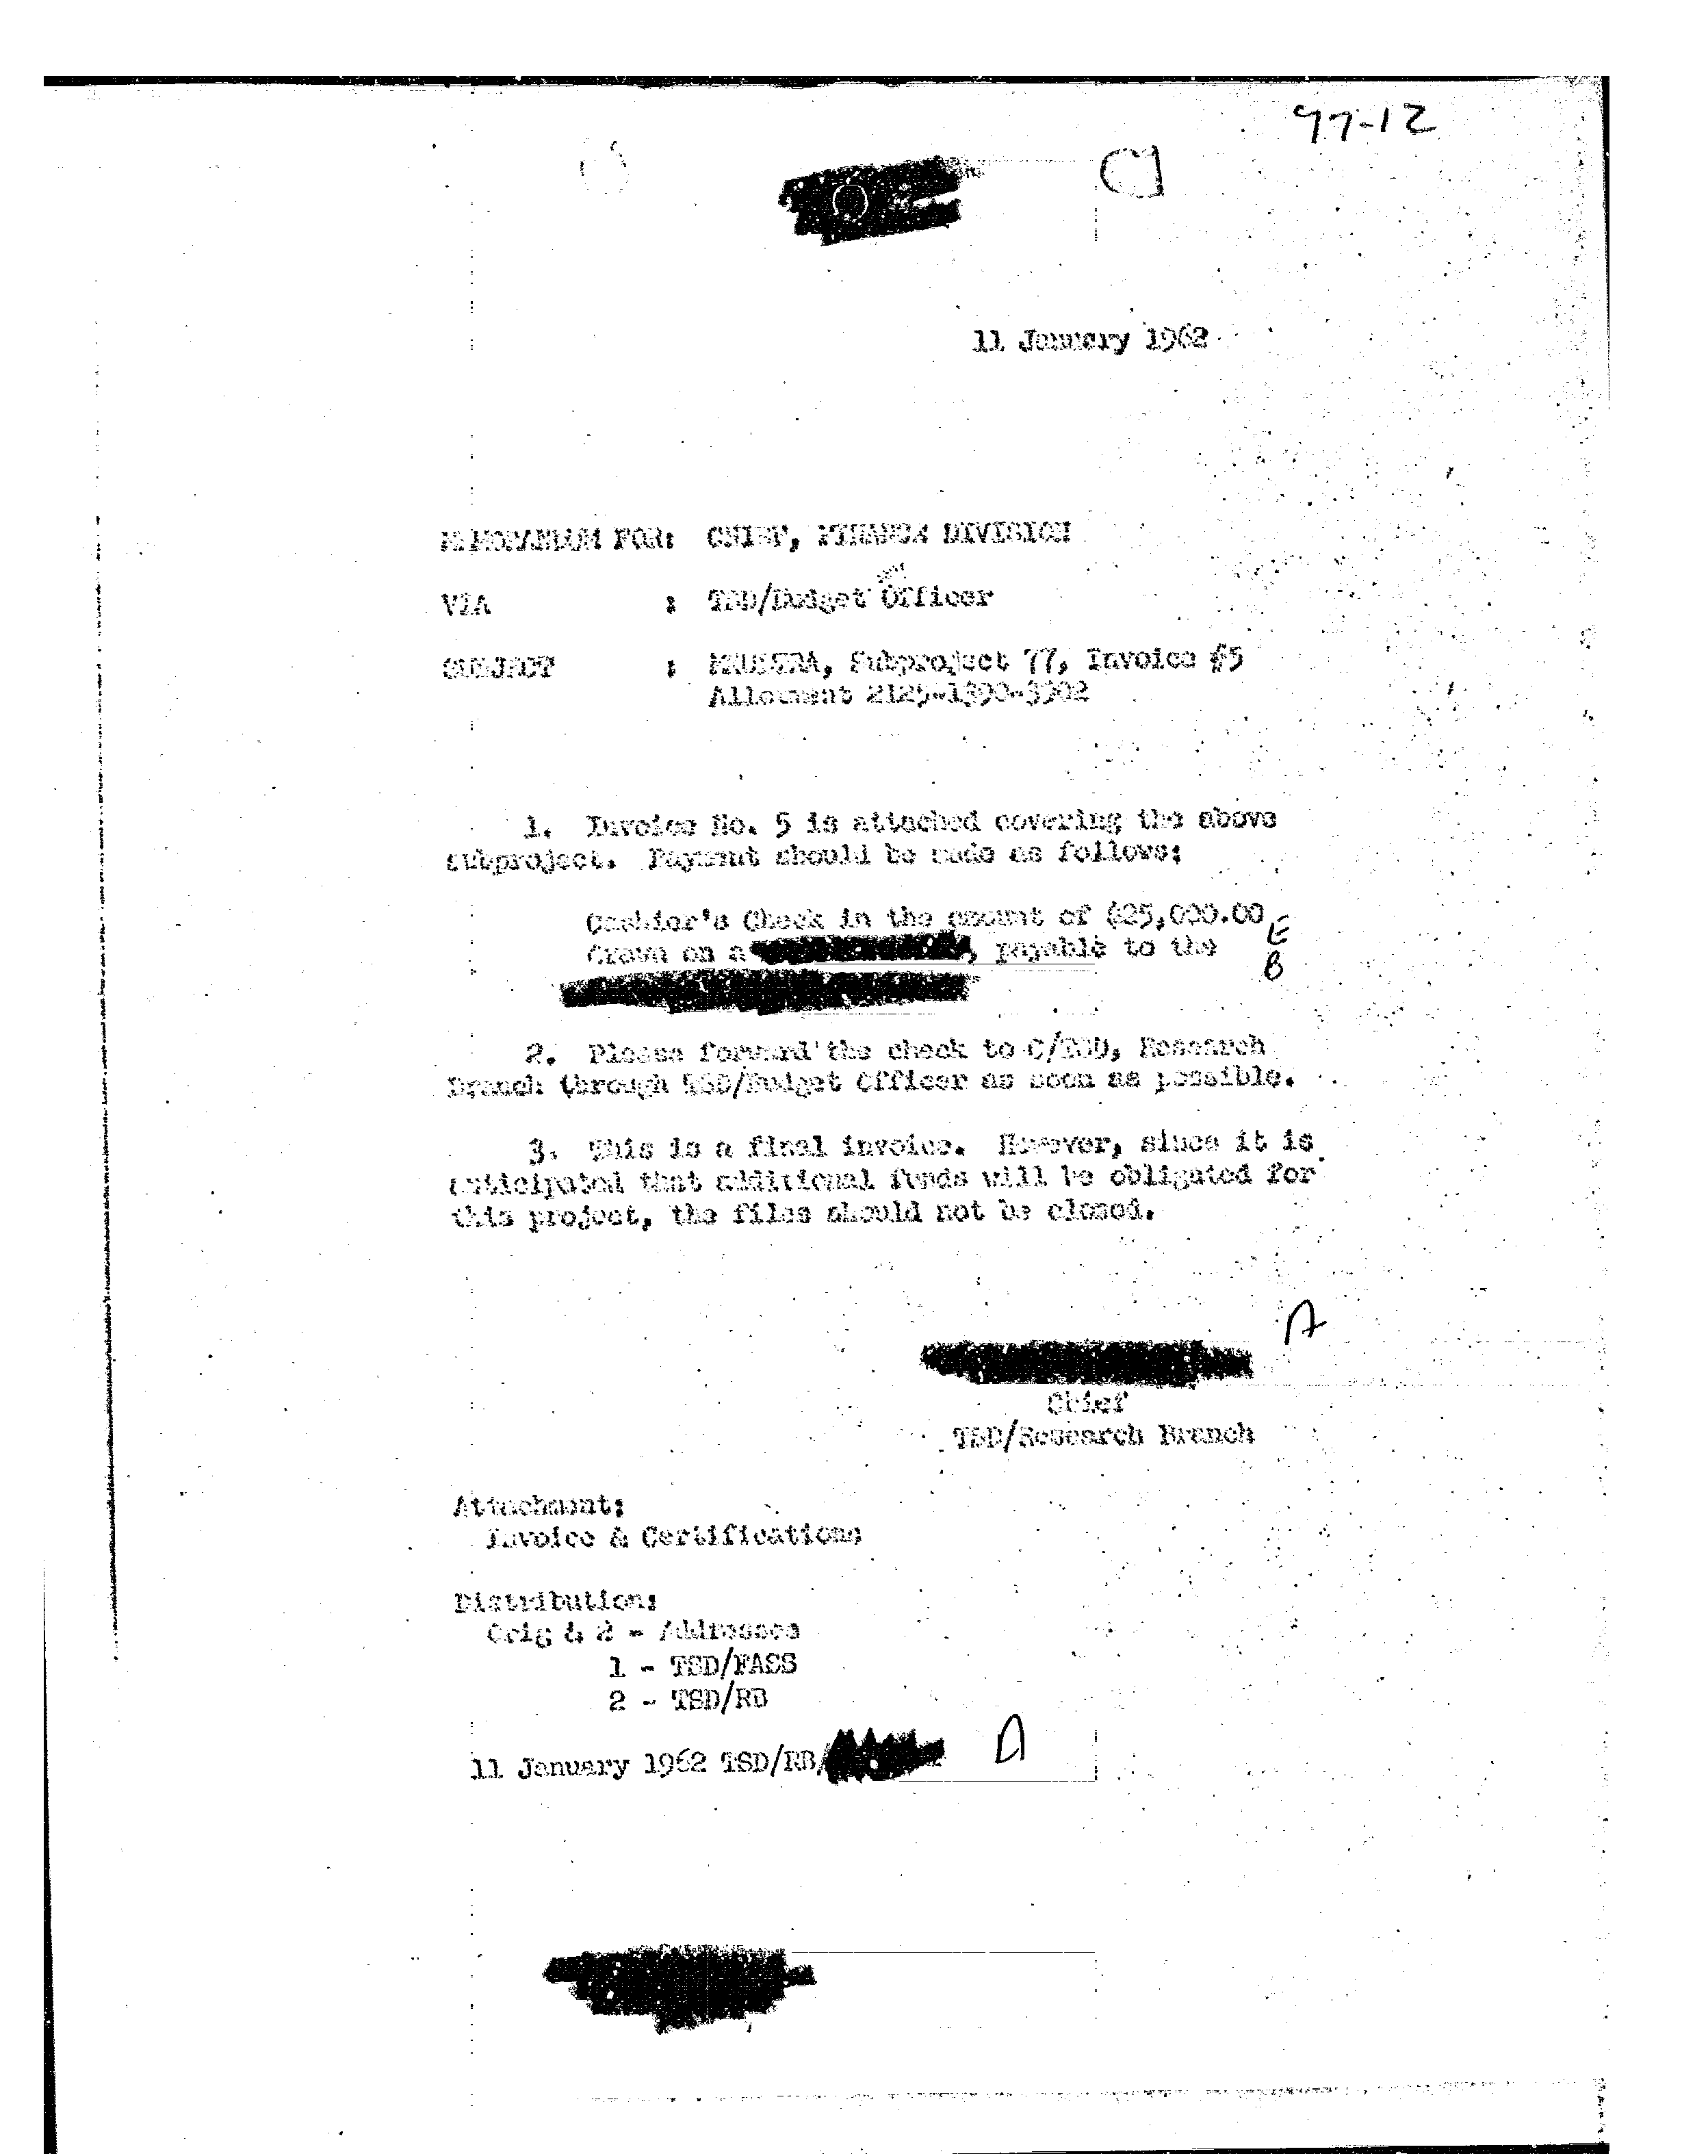 77-12
11 January 1962
MEMORANDUM FOR: CHIEF, FINANCE DIVISION
VIA : TSD/Budget Officer
SUBJECT : MKULTRA, Subproject 77, Invoice #5
Allotment 2125-1390-3902
1. Invoice No. 5 is attached covering the above
subproject. Payment should be made as follows:
Cashier's Check in the amount of $25,000.00
drawn on a , payable to the
B
2. Please forward the check to C/TSD, Research
Branch through TSD/Budget Officer as soon as possible.
3. This is a final invoice. However, since it is
anticipated that additional funds will be obligated for
this project, the files should not be closed.
A
Chief
TSD/Research Branch
Attachment:
Invoice & Certifications
Distribution:
Orig & 2 - Addressee
1 - TSD/FASS
2 - TSD/RB
11 January 1962 TSD/RB/ A